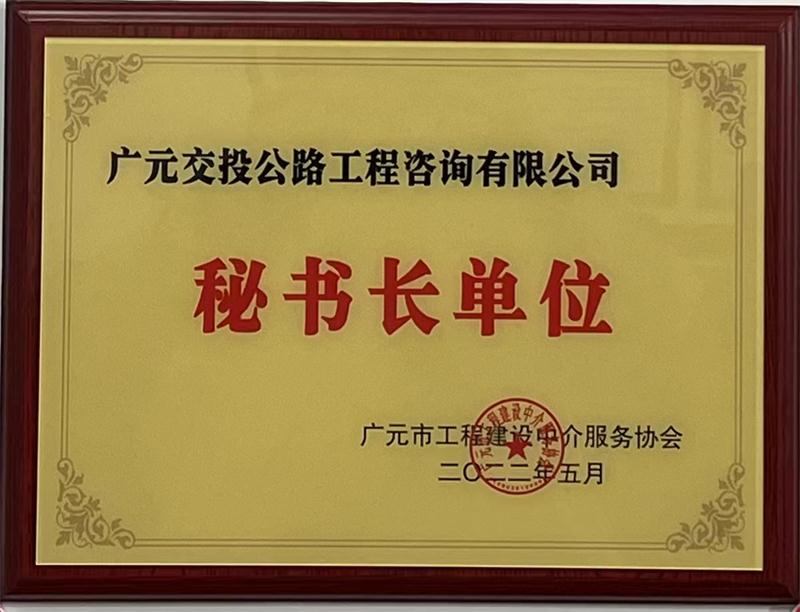 广元交投公路工程咨询有限公司
秘书长单位
广元市工程建设中介服务协会
二〇二二年五月